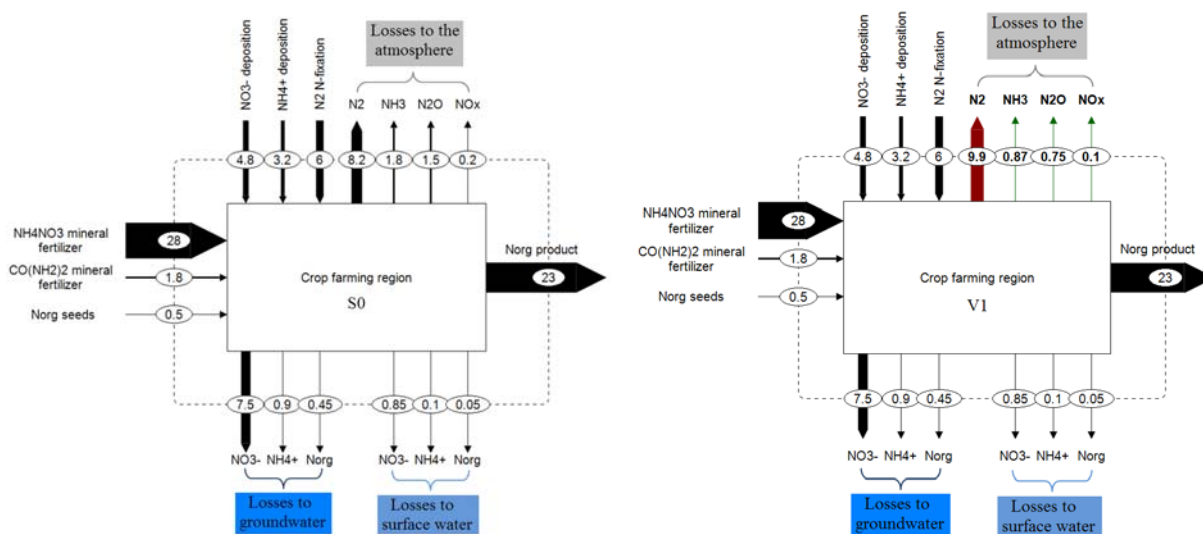 Losses to the
atmosphere
NO3- deposition
NH4+ deposition
N2 N-fixation
N2
NH3
N2O
NOx
4.8
3.2
6
8.2
1.8
1.5
0.2
NH4NO3 mineral
fertilizer
28
CO(NH2)2 mineral
fertilizer
1.8
Norg seeds
0.5
Crop farming region
S0
Norg product
23
7.5
0.9
0.45
0.85
0.1
0.05
NO3-
NH4+
Norg
NO3-
NH4+
Norg
Losses to
groundwater
Losses to
surface water
Losses to the
atmosphere
NO3- deposition
NH4+ deposition
N2 N-fixation
N2
NH3
N2O
NOx
4.8
3.2
6
9.9
0.87
0.75
0.1
NH4NO3 mineral
fertilizer
28
CO(NH2)2 mineral
fertilizer
1.8
Norg seeds
0.5
Crop farming region
V1
Norg product
23
7.5
0.9
0.45
0.85
0.1
0.05
NO3-
NH4+
Norg
NO3-
NH4+
Norg
Losses to
groundwater
Losses to
surface water